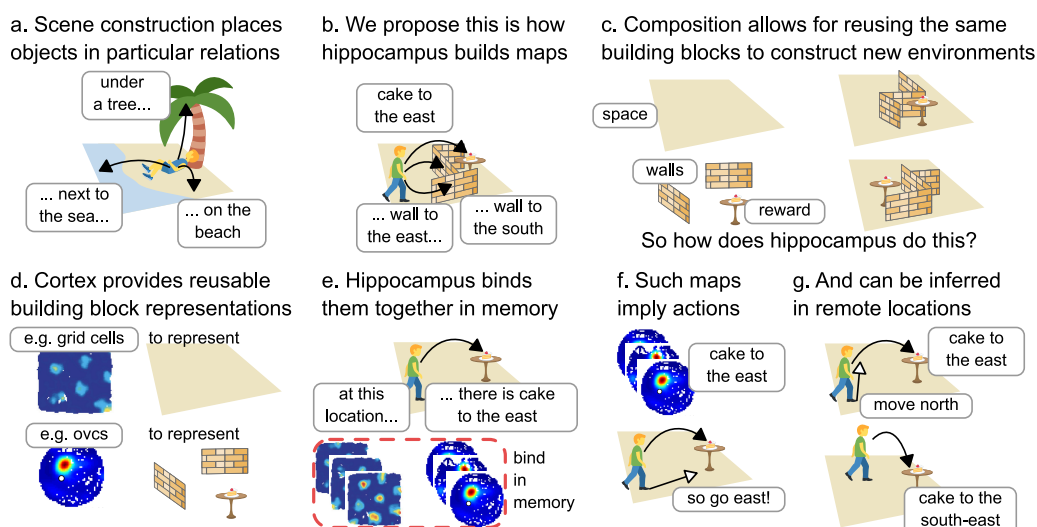 a. Scene construction places
objects in particular relations
under
a tree...
... next to
the sea...
... on the
beach
b. We propose this is how
hippocampus builds maps
cake to
the east
... wall to
the east...
... wall to
the south
c. Composition allows for reusing the same
building blocks to construct new environments
space
walls
reward
So how does hippocampus do this?
d. Cortex provides reusable
building block representations
e.g. grid cells
to represent
e.g. ovcs
to represent
e. Hippocampus binds
them together in memory
at this
location...
... there is cake
to the east
bind
in
memory
f. Such maps
imply actions
cake to
the east
so go east!
g. And can be inferred
in remote locations
cake to
the east
move north
cake to the
south-east